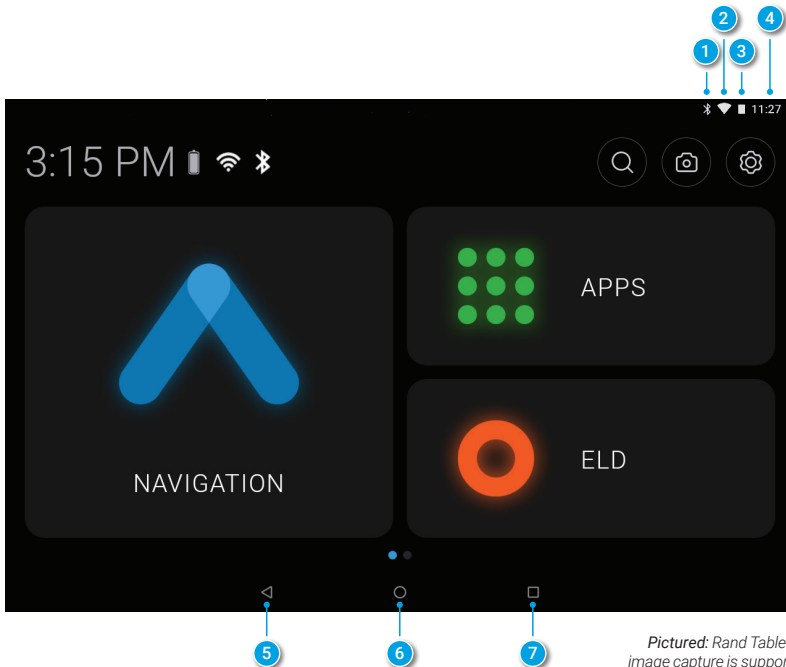 2 4
1 3
11:27
3:15 PM
APPS
NAVIGATION
ELD
5 6 7
Pictured: Rand Table
image capture is suppor